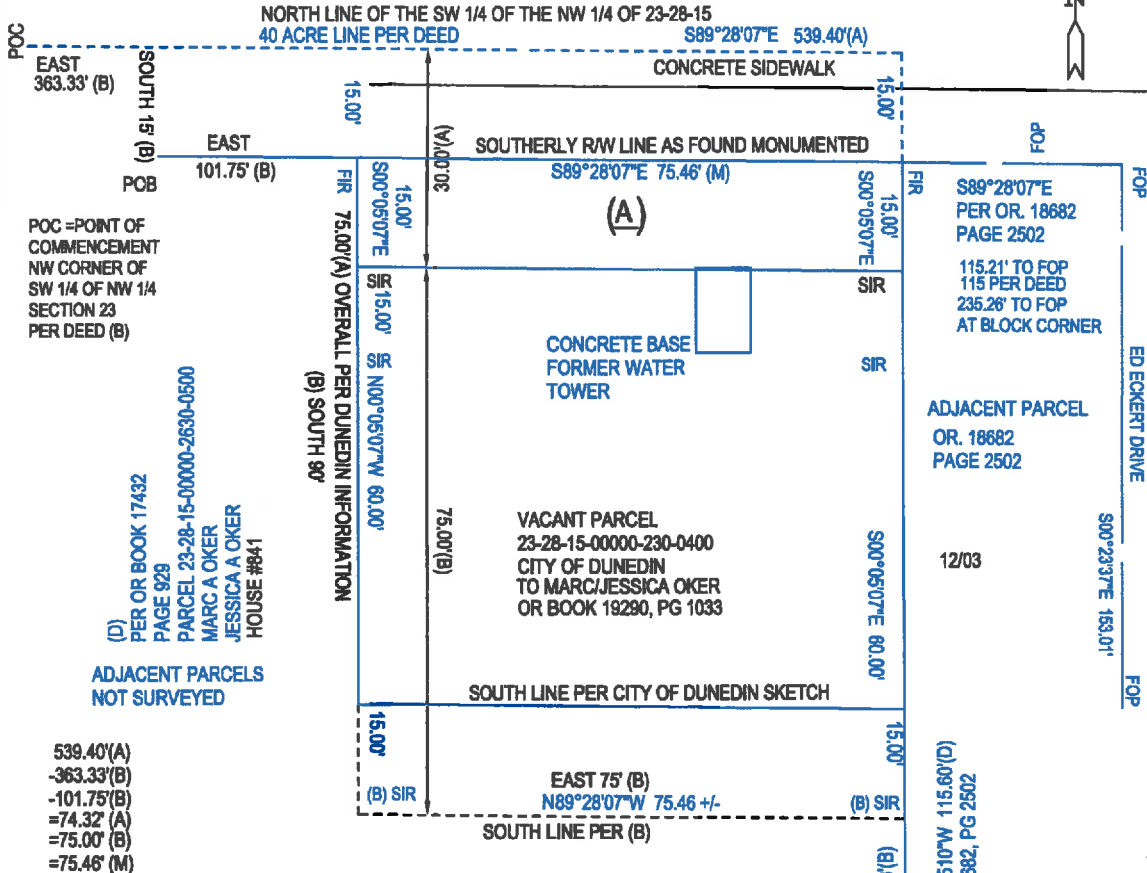 NORTH LINE OF THE SW 1/4 OF THE NW 1/4 OF 23-28-15
40 ACRE LINE PER DEED
S89°28'07"E 539.40'(A)
N
POC
EAST
363.33' (B)
SOUTH 15' (B)
CONCRETE SIDEWALK
15.00'
15.00'
EAST
101.75' (B)
POB
30.00'(A)
SOUTHERLY R/W LINE AS FOUND MONUMENTED
S89°28'07"E 75.46' (M)
FOP
FOP
FIR
FIR
S00°05'07"E
15.00'
(A)
15.00'
S00°05'07"E
S89°28'07"E
PER OR. 18682
PAGE 2502
115.21' TO FOP
115 PER DEED
235.26' TO FOP
AT BLOCK CORNER
POC =POINT OF
COMMENCEMENT
NW CORNER OF
SW 1/4 OF NW 1/4
SECTION 23
PER DEED (B)
75.00'(A) OVERALL PER DUNEDIN INFORMATION
(B) SOUTH 90'
SIR
15.00'
SIR
N00°05'07"W 60.00'
SIR
SIR
CONCRETE BASE
FORMER WATER
TOWER
ADJACENT PARCEL
OR. 18682
PAGE 2502
ED ECKERT DRIVE
S00°23'37"E 153.01'
FOP
75.00'(B)
VACANT PARCEL
23-28-15-00000-230-0400
CITY OF DUNEDIN
TO MARC/JESSICA OKER
OR BOOK 19290, PG 1033
S00°05'07"E 60.00'
12/03
(D)
PER OR BOOK 17432
PAGE 929
PARCEL 23-28-15-00000-2630-0500
MARC A OKER
JESSICA A OKER
HOUSE #841
ADJACENT PARCELS
NOT SURVEYED
SOUTH LINE PER CITY OF DUNEDIN SKETCH
15.00'
15.00'
(B) SIR
EAST 75' (B)
N89°28'07"W 75.46 +/-
(B) SIR
SOUTH LINE PER (B)
539.40'(A)
-363.33'(B)
-101.75'(B)
=74.32' (A)
=75.00' (B)
=75.46' (M)
510"W 115.60'(D)
682, PG 2502
(B)